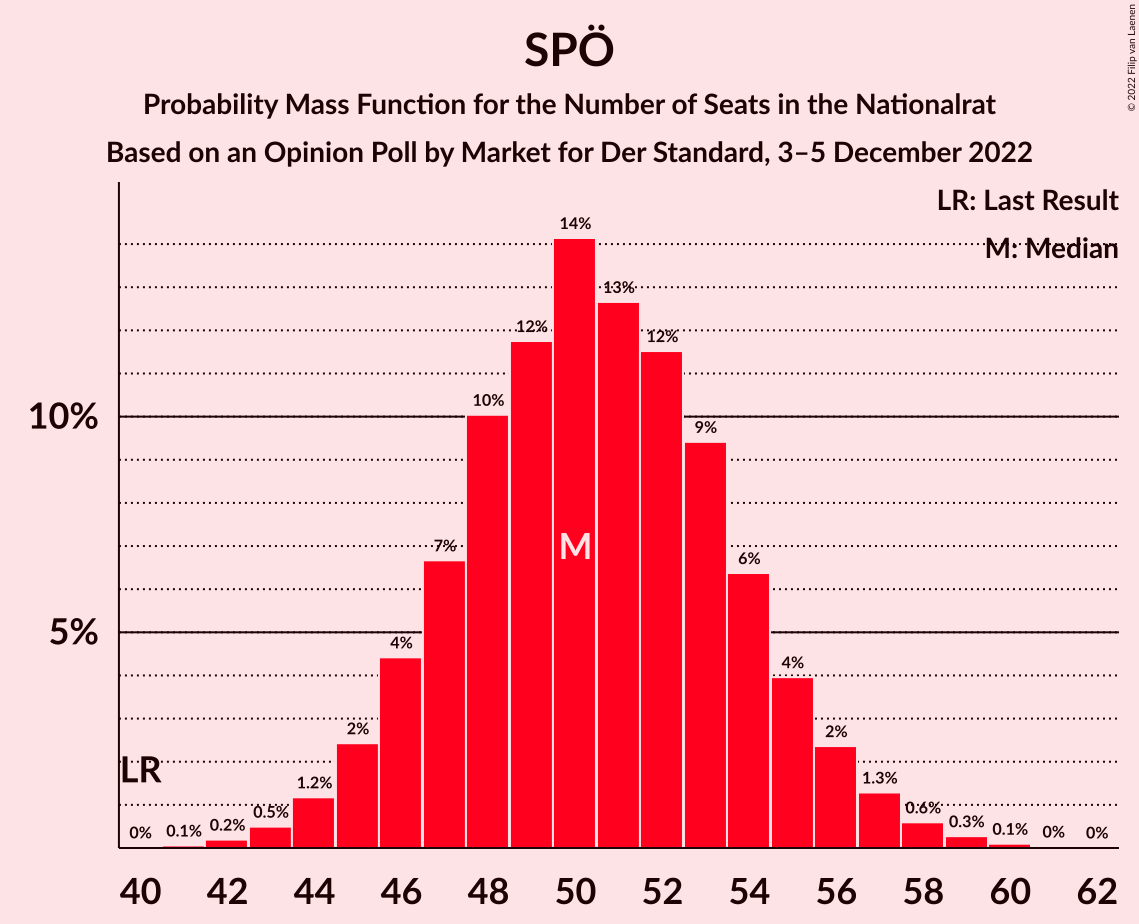 SPÖ
Probability Mass Function for the Number of Seats in the Nationalrat
Based on an Opinion Poll by Market for Der Standard, 3–5 December 2022
© 2022 Filip van Laenen
LR: Last Result
M: Median
14%
13%
12%
12%
10%
10%
9%
7%
M
6%
5%
4%
4%
2%
2%
LR
1.2%
1.3%
0%
0.1%
0.2%
0.5%
0.6%
0.3%
0.1%
0%
0%
40 42 44 46 48 50 52 54 56 58 60 62